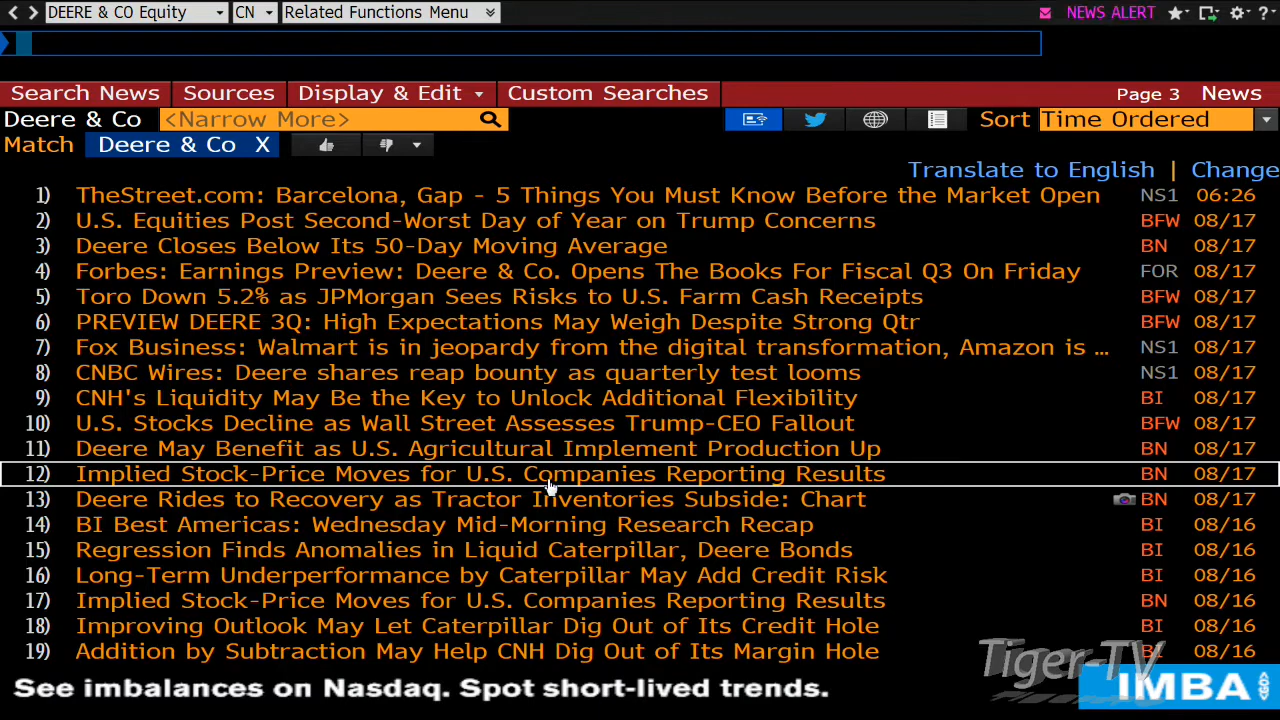 DEERE & CO Equity CN Related Functions Menu NEWS ALERT ?
Search News Sources Display & Edit Custom Searches Page 3 News
Deere & Co <Narrow More> Sort Time Ordered
Match Deere & Co X
Translate to English | Change
1) TheStreet.com: Barcelona, Gap - 5 Things You Must Know Before the Market Open NS1 06:26
2) U.S. Equities Post Second-Worst Day of Year on Trump Concerns BFW 08/17
3) Deere Closes Below Its 50-Day Moving Average BN 08/17
4) Forbes: Earnings Preview: Deere & Co. Opens The Books For Fiscal Q3 On Friday FOR 08/17
5) Toro Down 5.2% as JPMorgan Sees Risks to U.S. Farm Cash Receipts BFW 08/17
6) PREVIEW DEERE 3Q: High Expectations May Weigh Despite Strong Qtr BFW 08/17
7) Fox Business: Walmart is in jeopardy from the digital transformation, Amazon is ... NS1 08/17
8) CNBC Wires: Deere shares reap bounty as quarterly test looms NS1 08/17
9) CNH's Liquidity May Be the Key to Unlock Additional Flexibility BI 08/17
10) U.S. Stocks Decline as Wall Street Assesses Trump-CEO Fallout BFW 08/17
11) Deere May Benefit as U.S. Agricultural Implement Production Up BN 08/17
12) Implied Stock-Price Moves for U.S. Companies Reporting Results BN 08/17
13) Deere Rides to Recovery as Tractor Inventories Subside: Chart BN 08/17
14) BI Best Americas: Wednesday Mid-Morning Research Recap BI 08/16
15) Regression Finds Anomalies in Liquid Caterpillar, Deere Bonds BI 08/16
16) Long-Term Underperformance by Caterpillar May Add Credit Risk BI 08/16
17) Implied Stock-Price Moves for U.S. Companies Reporting Results BN 08/16
18) Improving Outlook May Let Caterpillar Dig Out of Its Credit Hole BI 08/16
19) Addition by Subtraction May Help CNH Dig Out of Its Margin Hole BI 08/16
Tiger-TV
See imbalances on Nasdaq. Spot short-lived trends. IMBA